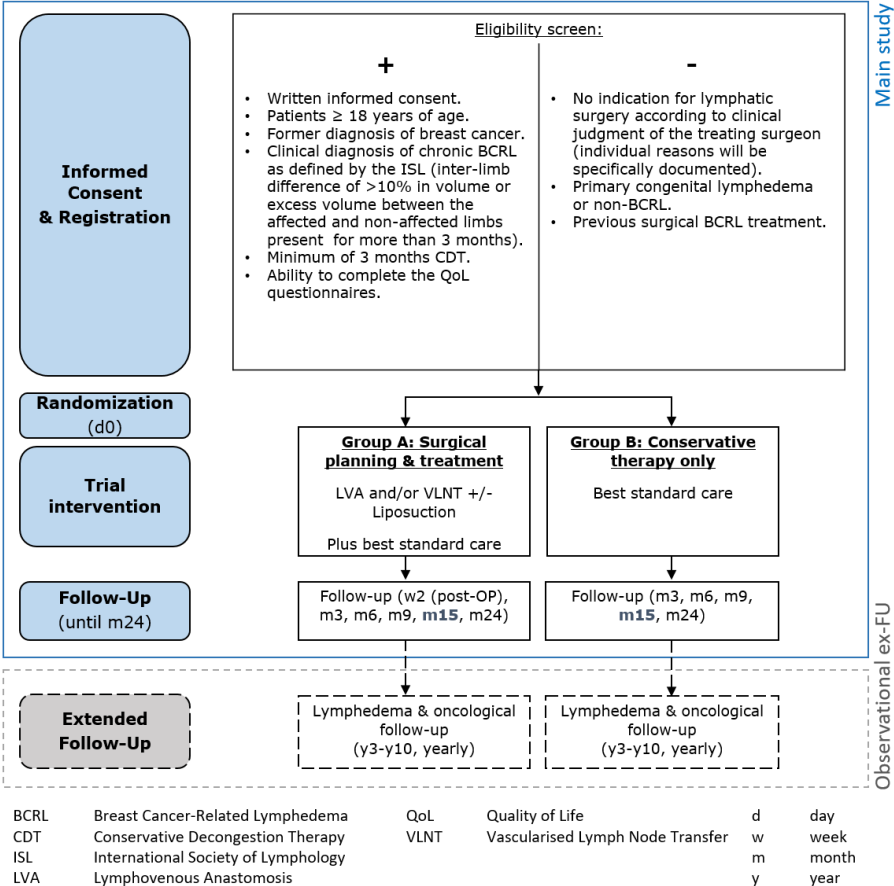 Main study
Informed
Consent
& Registration
Eligibility screen:
+
• Written informed consent.
• Patients ≥ 18 years of age.
• Former diagnosis of breast cancer.
• Clinical diagnosis of chronic BCRL
as defined by the ISL (inter-limb
difference of >10% in volume or
excess volume between the
affected and non-affected limbs
present for more than 3 months).
• Minimum of 3 months CDT.
• Ability to complete the QoL
questionnaires.
-
• No indication for lymphatic
surgery according to clinical
judgment of the treating surgeon
(individual reasons will be
specifically documented).
• Primary congenital lymphedema
or non-BCRL.
• Previous surgical BCRL treatment.
Randomization
(d0)
Trial
intervention
Group A: Surgical
planning & treatment
LVA and/or VLNT +/-
Liposuction
Plus best standard care
Group B: Conservative
therapy only
Best standard care
Follow-Up
(until m24)
Follow-up (w2 (post-OP),
m3, m6, m9, m15, m24)
Follow-up (m3, m6, m9,
m15, m24)
Observational ex-FU
Extended
Follow-Up
Lymphedema & oncological
follow-up
(y3-y10, yearly)
Lymphedema & oncological
follow-up
(y3-y10, yearly)
BCRL Breast Cancer-Related Lymphedema QoL Quality of Life d day
CDT Conservative Decongestion Therapy VLNT Vascularised Lymph Node Transfer w week
ISL International Society of Lymphology m month
LVA Lymphovenous Anastomosis y year